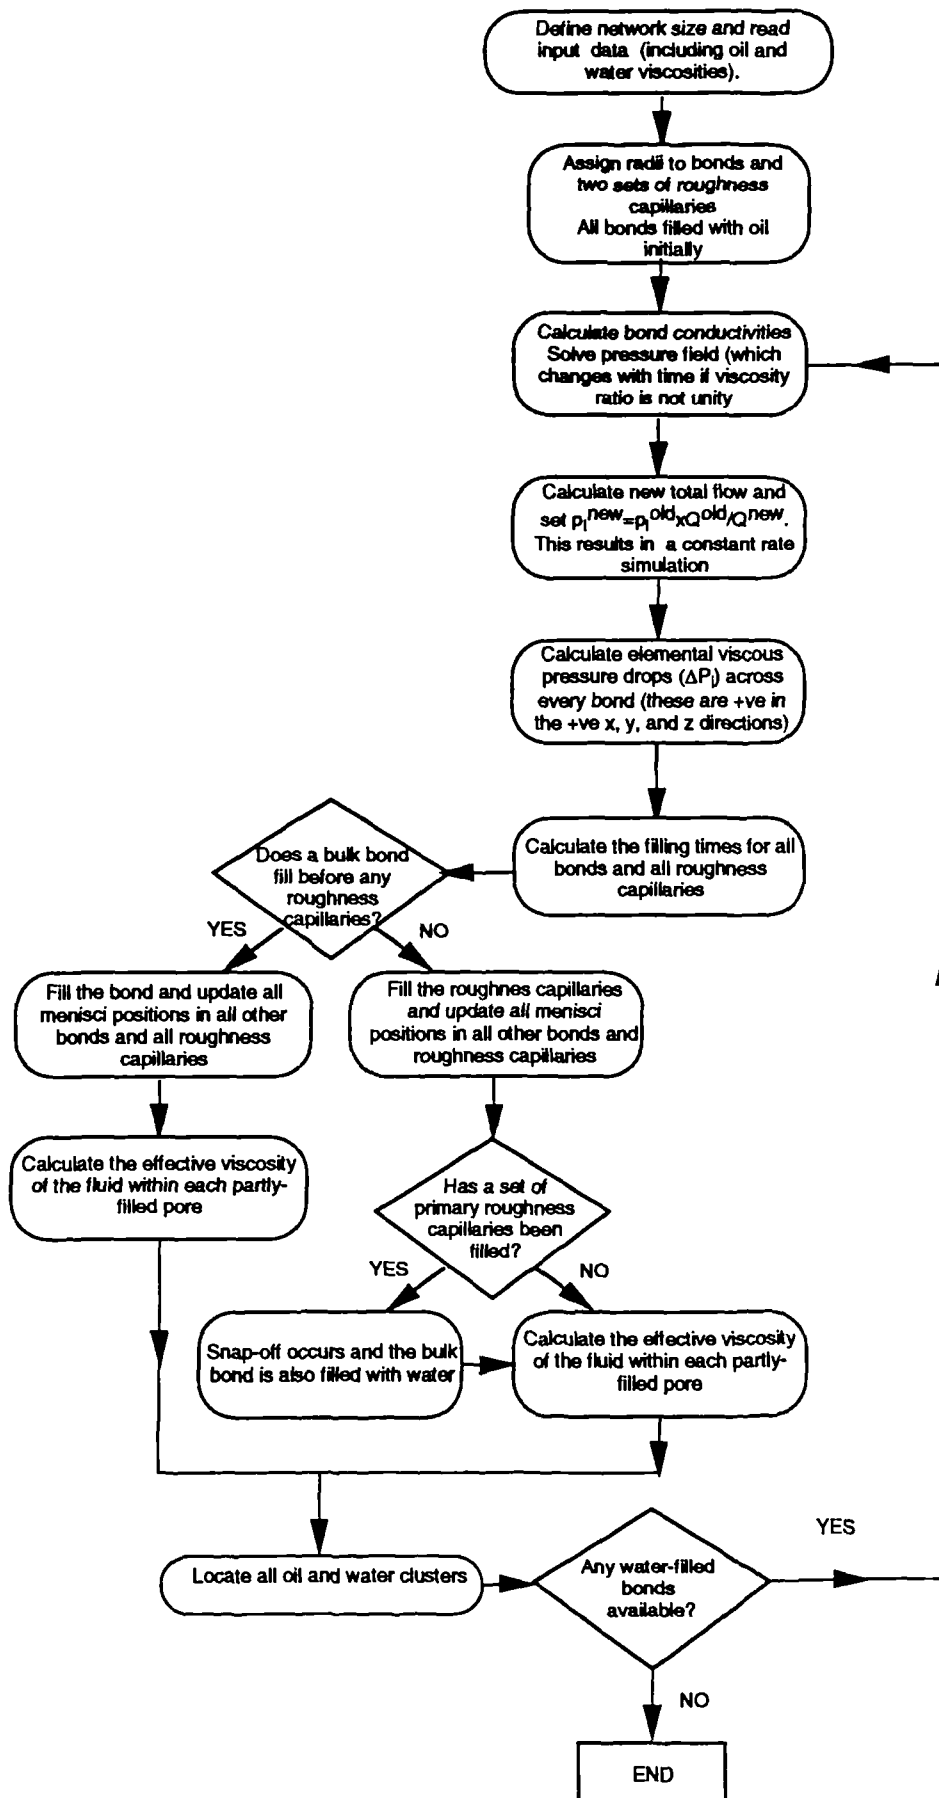 Define network size and read
input data (including oil and
water viscosities).
Assign radii to bonds and
two sets of roughness
capillaries
All bonds filled with oil
initially
Calculate bond conductivities
Solve pressure field (which
changes with time if viscosity
ratio is not unity
Calculate new total flow and
set pᵢnew=pᵢoldxQold/Qnew.
This results in a constant rate
simulation
Calculate elemental viscous
pressure drops (ΔPᵢ) across
every bond (these are +ve in
the +ve x, y, and z directions)
Calculate the filling times for all
bonds and all roughness
capillaries
Does a bulk bond
fill before any
roughness
capillaries?
YES
NO
Fill the bond and update all
menisci positions in all other
bonds and all roughness
capillaries
Fill the roughnes capillaries
and update all menisci
positions in all other bonds and
roughness capillaries
Calculate the effective viscosity
of the fluid within each partly-
filled pore
Has a set of
primary roughness
capillaries been
filled?
YES
NO
Snap-off occurs and the bulk
bond is also filled with water
Calculate the effective viscosity
of the fluid within each partly-
filled pore
Locate all oil and water clusters
Any water-filled
bonds
available?
YES
NO
END